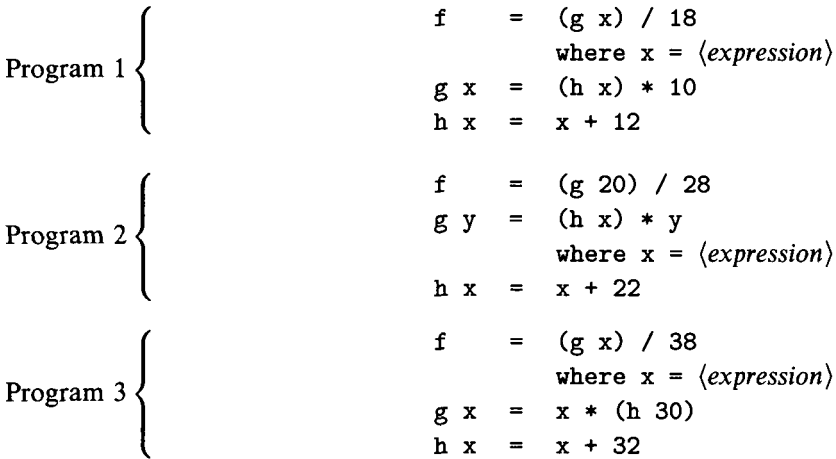 f = (g x) / 18
where x = ⟨expression⟩
Program 1 { g x = (h x) * 10
h x = x + 12
f = (g 20) / 28
g y = (h x) * y
Program 2 { where x = ⟨expression⟩
h x = x + 22
f = (g x) / 38
where x = ⟨expression⟩
Program 3 { g x = x * (h 30)
h x = x + 32